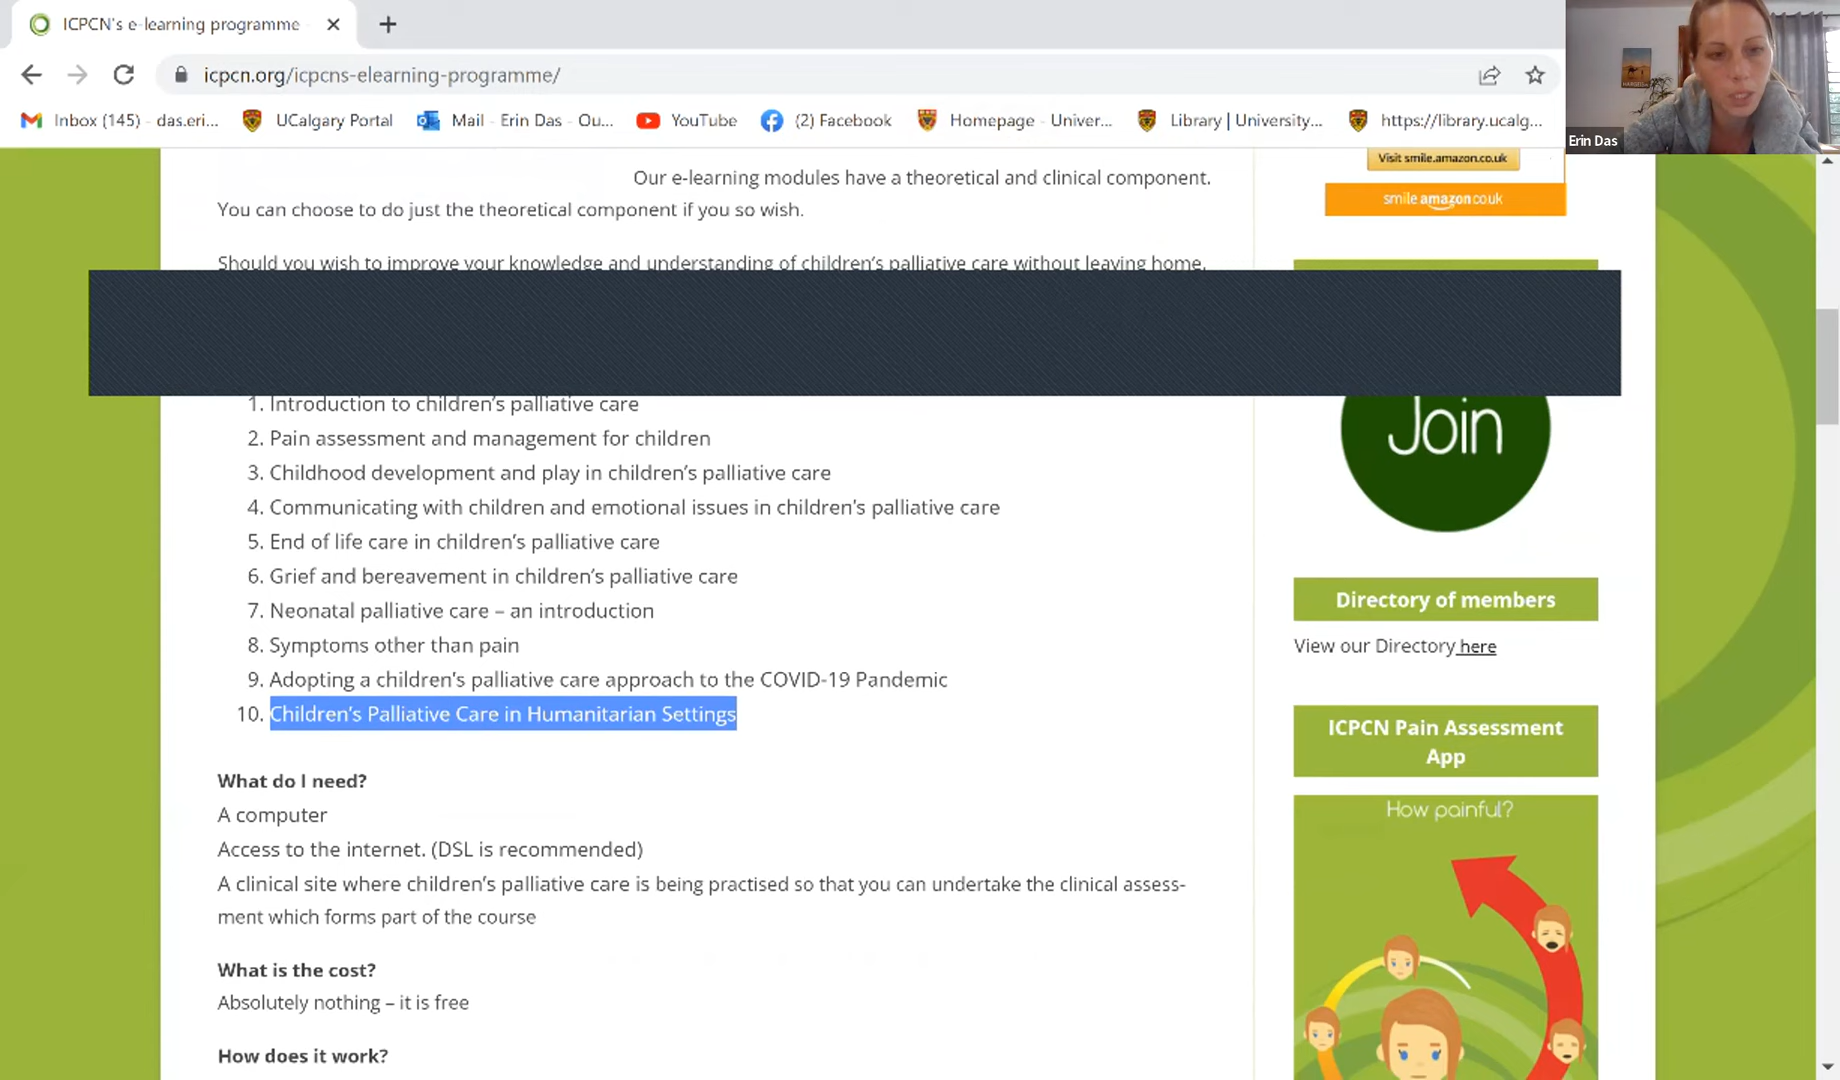 ICPCN's e-learning programme
icpcn.org/icpcns-elearning-programme/
Inbox (145) - das.eri...
UCalgary Portal
Mail - Erin Das - Ou...
YouTube
(2) Facebook
Homepage - Univer...
Library | University...
https://library.ucalg...
Erin Das
Our e-learning modules have a theoretical and clinical component.
You can choose to do just the theoretical component if you so wish.
Should you wish to improve your knowledge and understanding of children's palliative care without leaving home,
1. Introduction to children's palliative care
2. Pain assessment and management for children
3. Childhood development and play in children's palliative care
4. Communicating with children and emotional issues in children's palliative care
5. End of life care in children's palliative care
6. Grief and bereavement in children's palliative care
7. Neonatal palliative care – an introduction
8. Symptoms other than pain
9. Adopting a children's palliative care approach to the COVID-19 Pandemic
10. Children's Palliative Care in Humanitarian Settings
What do I need?
A computer
Access to the internet. (DSL is recommended)
A clinical site where children's palliative care is being practised so that you can undertake the clinical assess-
ment which forms part of the course
What is the cost?
Absolutely nothing – it is free
How does it work?
Visit smile.amazon.co.uk
smile.amazon.co.uk
Join
Directory of members
View our Directory here
ICPCN Pain Assessment
App
How painful?